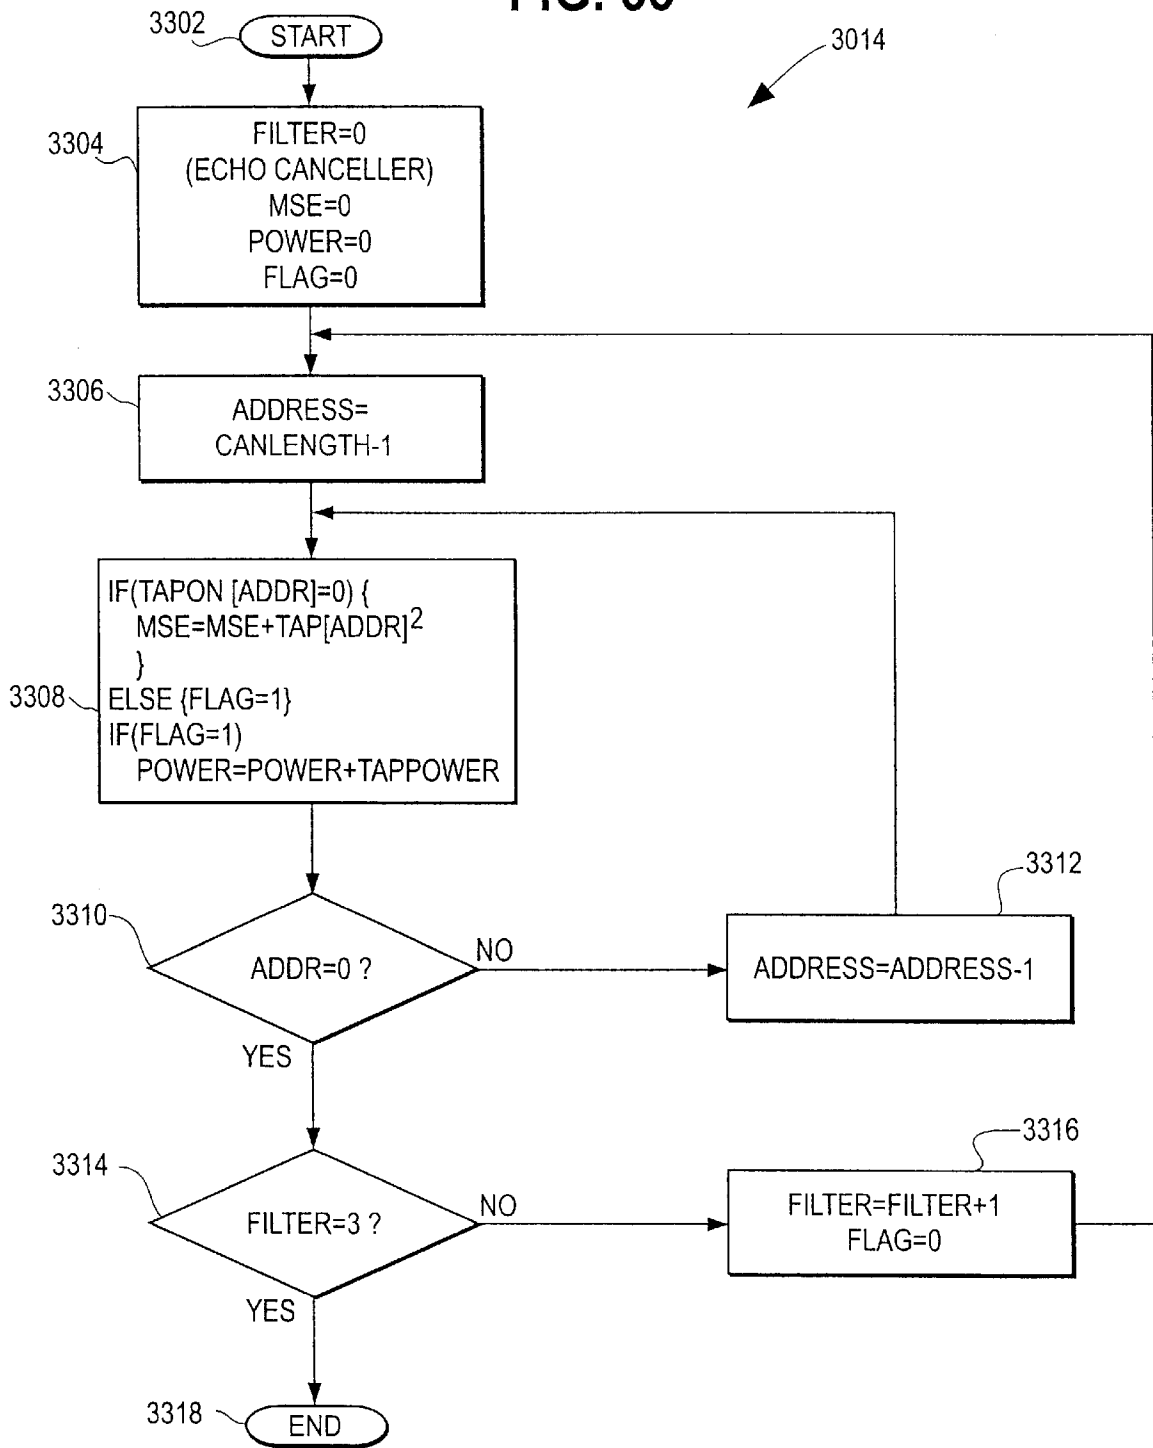 3302
START
3014
3304
FILTER=0
(ECHO CANCELLER)
MSE=0
POWER=0
FLAG=0
3306
ADDRESS=
CANLENGTH-1
3308
IF(TAPON [ADDR]=0) {
MSE=MSE+TAP[ADDR]²
}
ELSE {FLAG=1}
IF(FLAG=1)
POWER=POWER+TAPPOWER
3310
ADDR=0 ?
NO
YES
3312
ADDRESS=ADDRESS-1
3314
FILTER=3 ?
NO
YES
3316
FILTER=FILTER+1
FLAG=0
3318
END